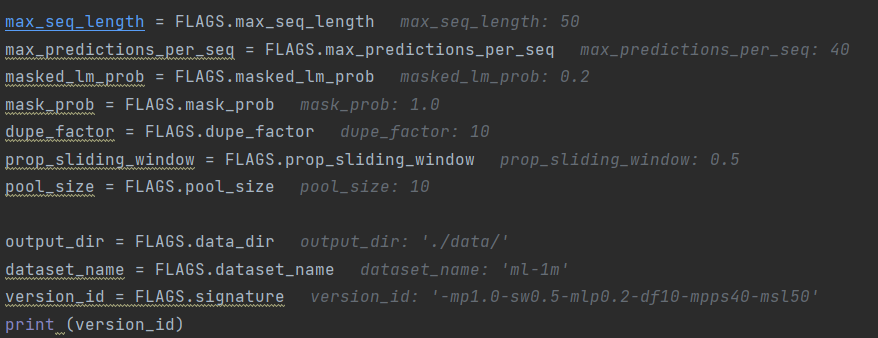 max_seq_length = FLAGS.max_seq_length max_seq_length: 50
max_predictions_per_seq = FLAGS.max_predictions_per_seq max_predictions_per_seq: 40
masked_lm_prob = FLAGS.masked_lm_prob masked_lm_prob: 0.2
mask_prob = FLAGS.mask_prob mask_prob: 1.0
dupe_factor = FLAGS.dupe_factor dupe_factor: 10
prop_sliding_window = FLAGS.prop_sliding_window prop_sliding_window: 0.5
pool_size = FLAGS.pool_size pool_size: 10
output_dir = FLAGS.data_dir output_dir: './data/'
dataset_name = FLAGS.dataset_name dataset_name: 'ml-1m'
version_id = FLAGS.signature version_id: '-mp1.0-sw0.5-mlp0.2-df10-mpps40-msl50'
print (version_id)